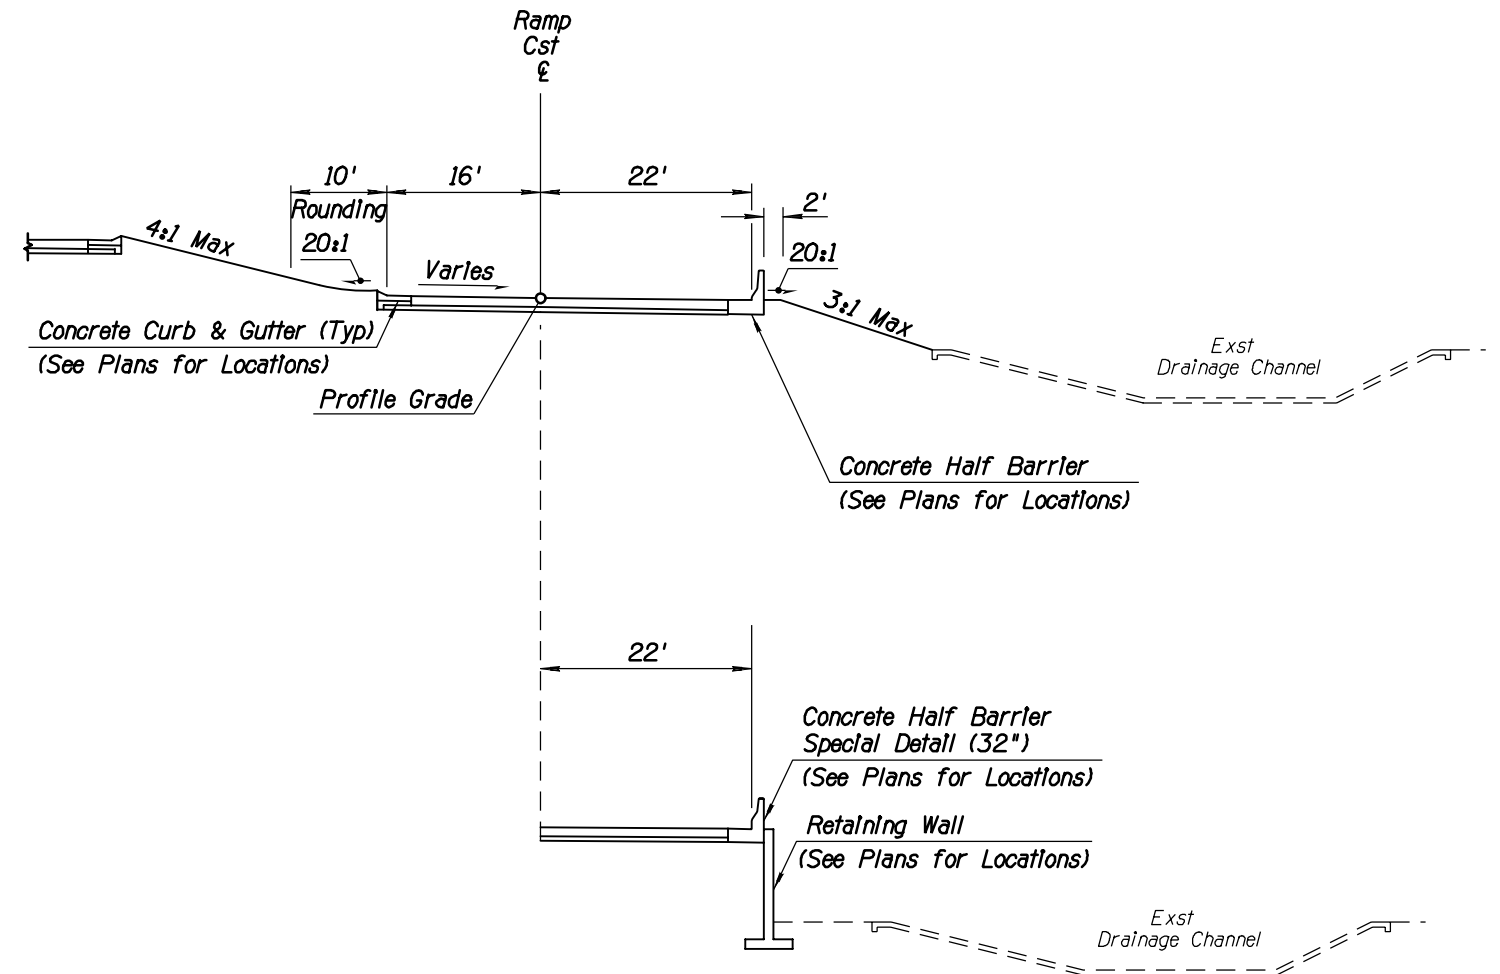 Ramp
Cst
℄
10'
16'
22'
2'
Rounding
4:1 Max
20:1
Varies
20:1
3:1 Max
Concrete Curb & Gutter (Typ)
(See Plans for Locations)
Profile Grade
Exst
Drainage Channel
Concrete Half Barrier
(See Plans for Locations)
22'
Concrete Half Barrier
Special Detail (32")
(See Plans for Locations)
Retaining Wall
(See Plans for Locations)
Exst
Drainage Channel